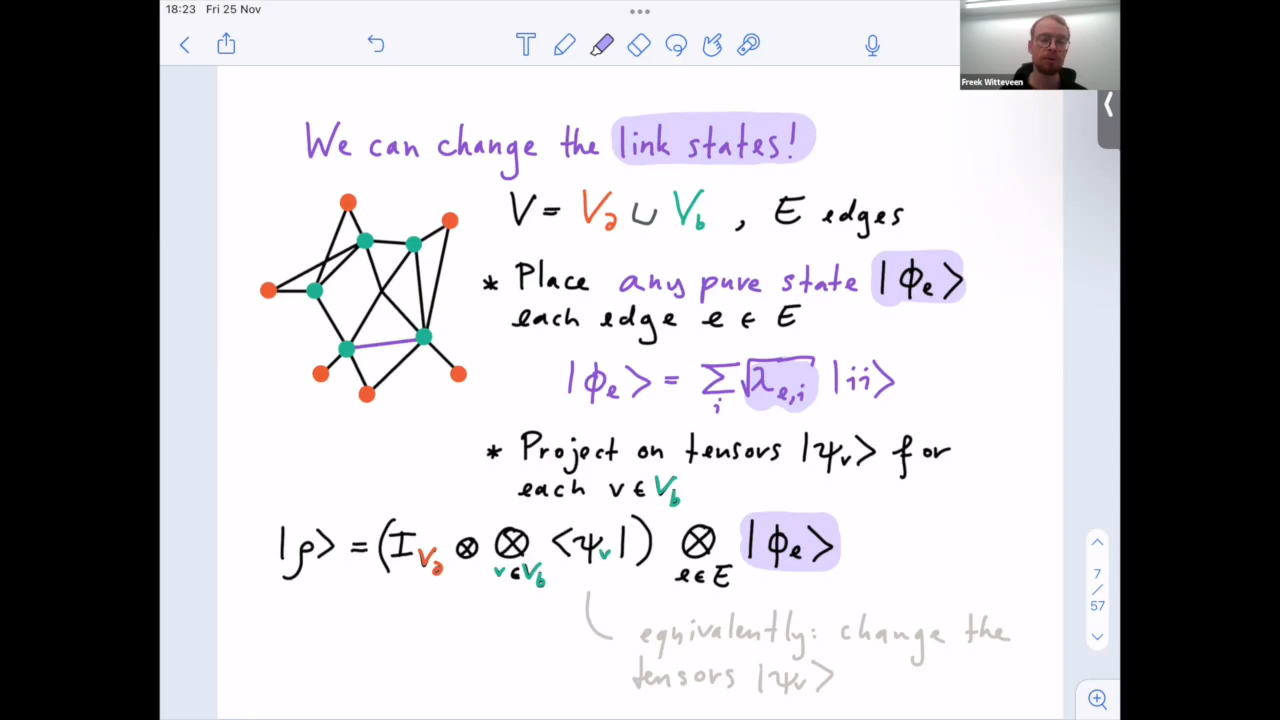 18:23 Fri 25 Nov
Freek Witteveen
We can change the link states!
V = V∂ ∪ Vb , E edges
* Place any pure state |ϕe>
each edge e ∈ E
|ϕe> = ∑i √λe,i |ii>
* Project on tensors |ψv> for
each v ∈ Vb
|ρ> = (I V∂ ⊗ ⊗ v∈Vb <ψv|) ⊗ e∈E |ϕe>
equivalently: change the
tensors |ψv>
7
/
57